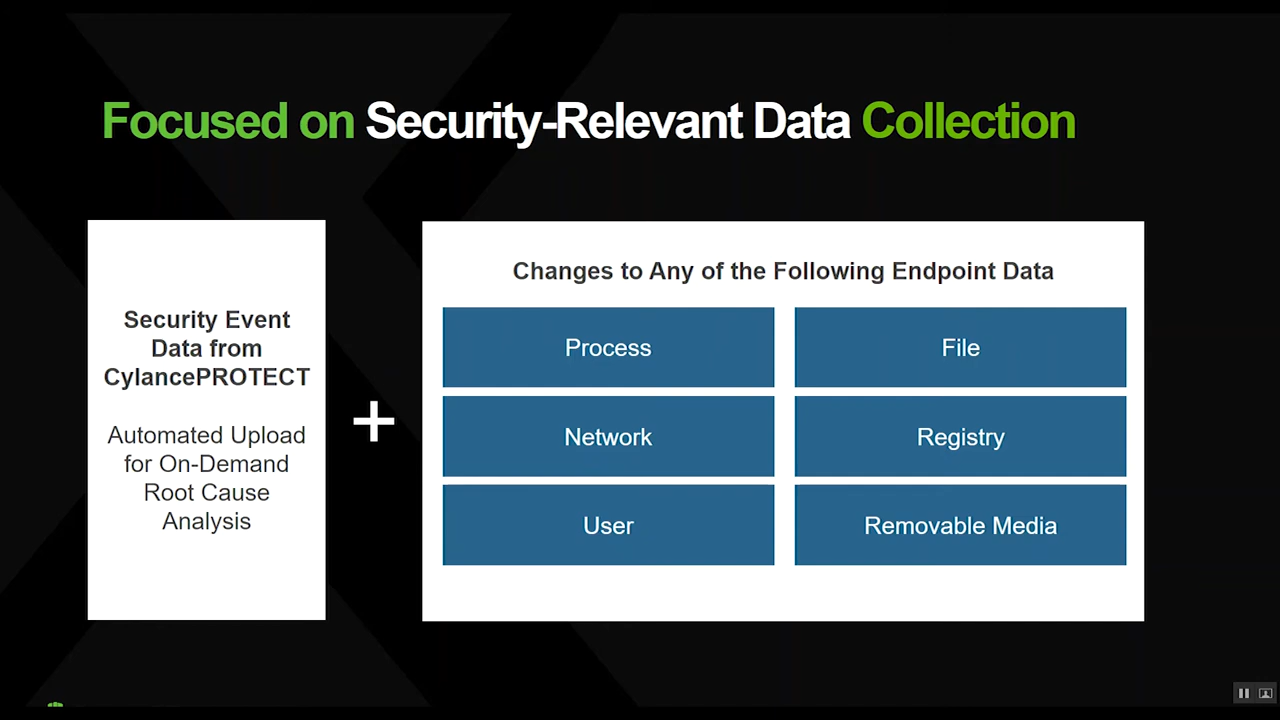 Focused on Security-Relevant Data Collection
Security Event
Data from
CylancePROTECT
Automated Upload
for On-Demand
Root Cause
Analysis
+
Changes to Any of the Following Endpoint Data
Process
File
Network
Registry
User
Removable Media